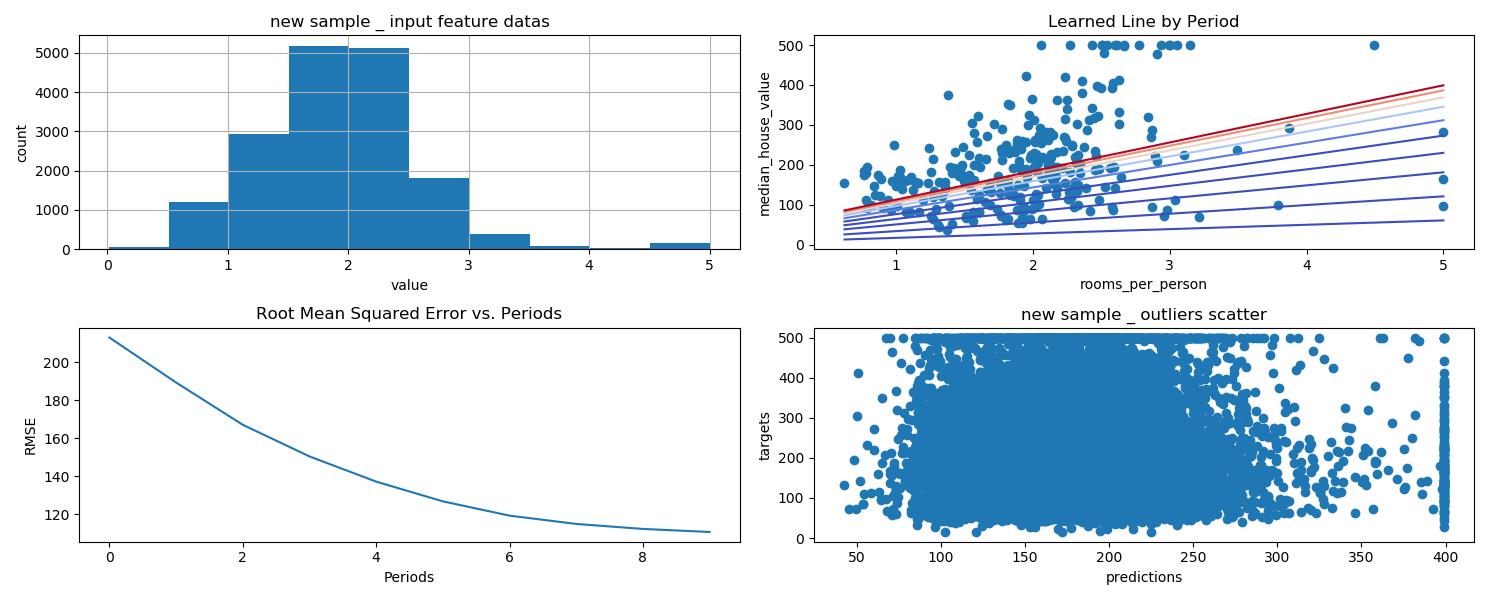 new sample _ input feature datas
count
5000
4000
3000
2000
1000
0
0 1 2 3 4 5
value
Learned Line by Period
median_house_value
500
400
300
200
100
0
1 2 3 4 5
rooms_per_person
Root Mean Squared Error vs. Periods
RMSE
200
180
160
140
120
0 2 4 6 8
Periods
new sample _ outliers scatter
targets
500
400
300
200
100
0
50 100 150 200 250 300 350 400
predictions